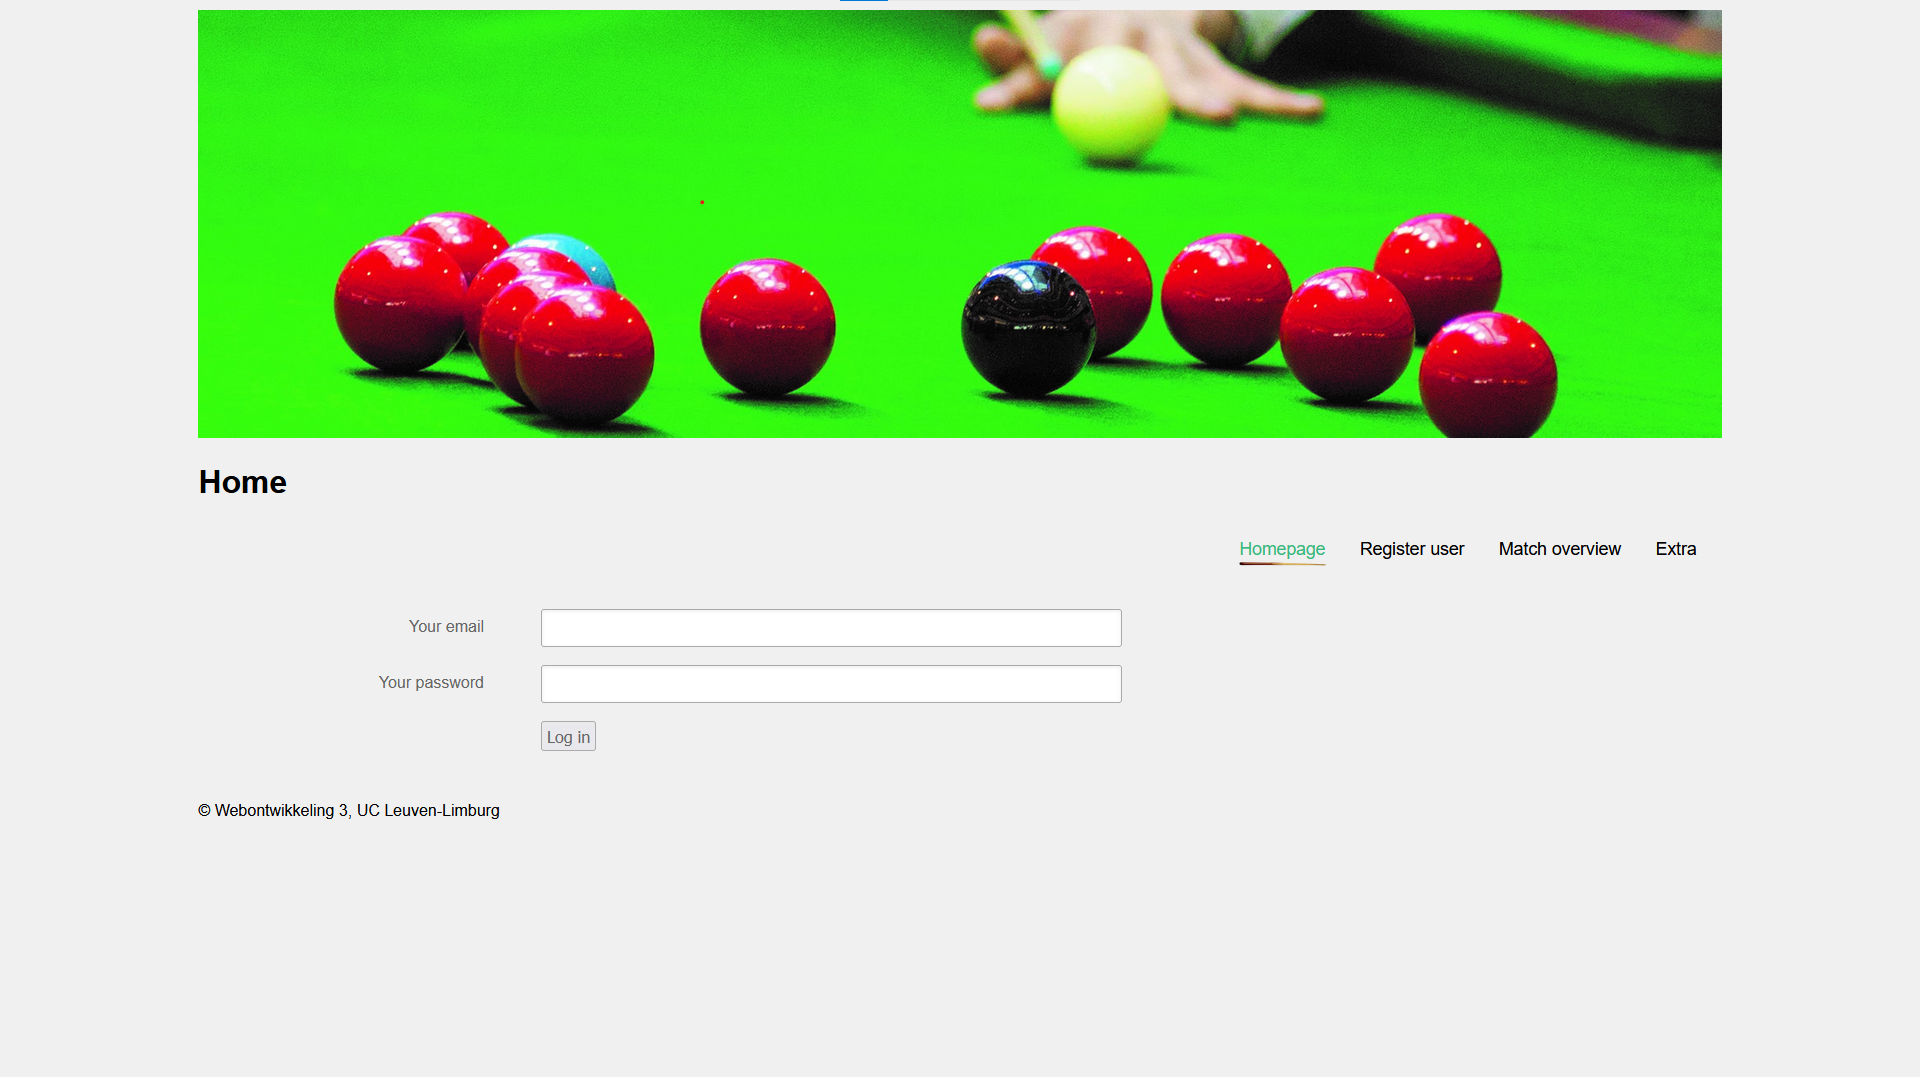 Home
Homepage Register user Match overview Extra
Your email
Your password
Log in
© Webontwikkeling 3, UC Leuven-Limburg